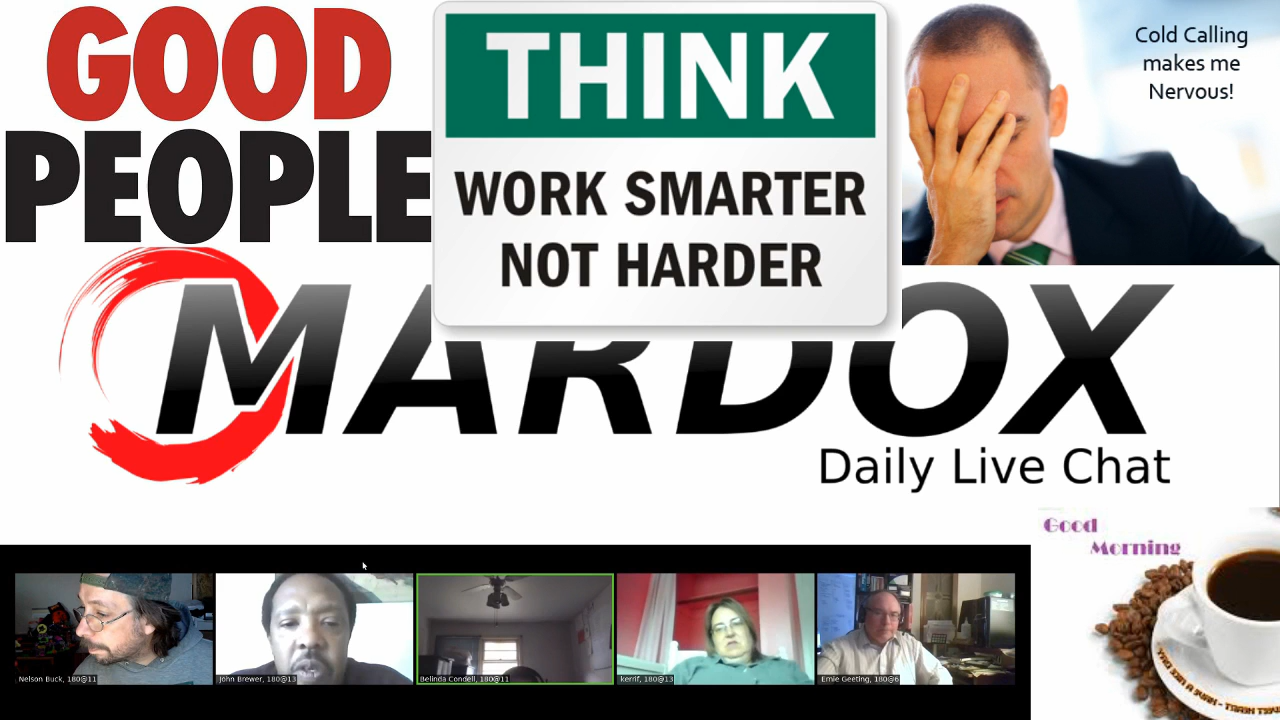 GOOD
PEOPLE
THINK
WORK SMARTER
NOT HARDER
Cold Calling
makes me
Nervous!
MARDOX
Daily Live Chat
Good
Morning
Nelson Buck, 180@11
John Brewer, 180@13
Belinda Condell, 180@11
kerrif, 180@13
Ernie Geeting, 180@6